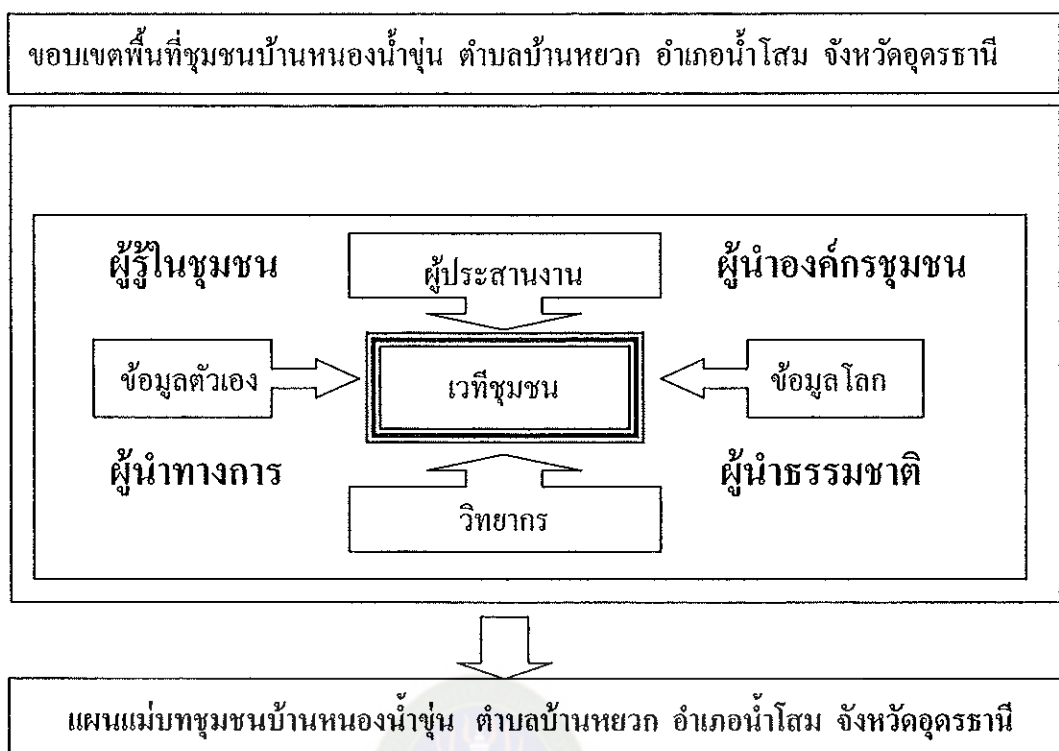 ขอบเขตพื้นที่ชุมชนบ้านหนองน้ำขุ่น ตำบลบ้านหยวก อำเภอน้ำโสม จังหวัดอุดรธานี
ผู้รู้ในชุมชน
ผู้ประสานงาน
ผู้นำองค์กรชุมชน
ข้อมูลตัวเอง
เวทีชุมชน
ข้อมูลโลก
ผู้นำทางการ
วิทยากร
ผู้นำธรรมชาติ
แผนแม่บทชุมชนบ้านหนองน้ำขุ่น ตำบลบ้านหยวก อำเภอน้ำโสม จังหวัดอุดรธานี